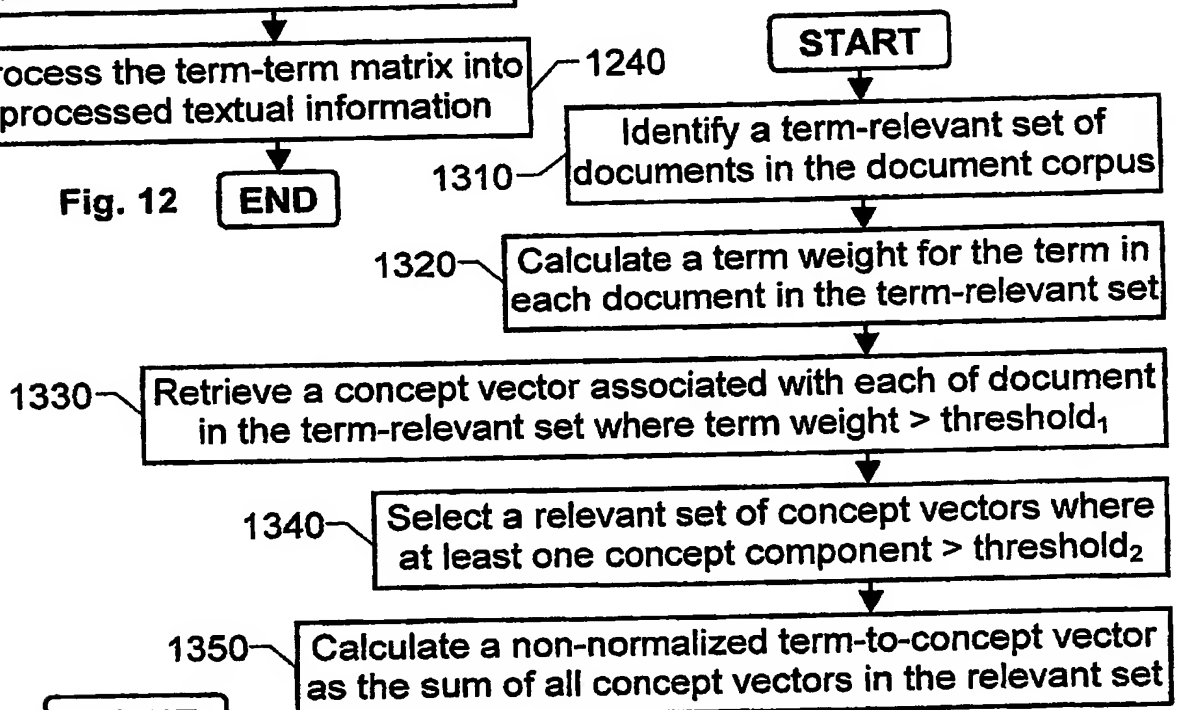 ocess the term-term matrix into
processed textual information
1240
Fig. 12
END
START
Identify a term-relevant set of
documents in the document corpus
1310
1320
Calculate a term weight for the term in
each document in the term-relevant set
1330
Retrieve a concept vector associated with each of document
in the term-relevant set where term weight > threshold₁
1340
Select a relevant set of concept vectors where
at least one concept component > threshold₂
1350
Calculate a non-normalized term-to-concept vector
as the sum of all concept vectors in the relevant set